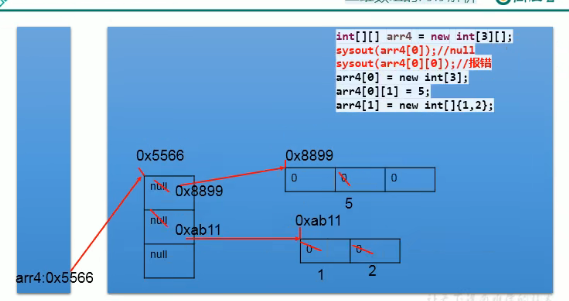 int[][] arr4 = new int[3][];
sysout(arr4[0]);//null
sysout(arr4[0][0]);//报错
arr4[0] = new int[3];
arr4[0][1] = 5;
arr4[1] = new int[]{1,2};
0x5566
0x8899
null
0x8899
0
0
0
5
null
0xab11
0xab11
null
0
0
1
2
arr4:0x5566